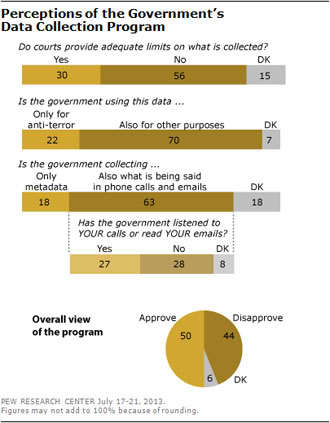 Perceptions of the Government's
Data Collection Program
Do courts provide adequate limits on what is collected?
Yes No DK
30 56 15
Is the government using this data ...
Only for
anti-terror Also for other purposes DK
22 70 7
Is the government collecting ...
Only
metadata Also what is being said
in phone calls and emails DK
18 63 18
Has the government listened to
YOUR calls or read YOUR emails?
Yes No DK
27 28 8
Overall view
of the program
Approve Disapprove
50 44
6 DK
PEW RESEARCH CENTER July 17-21, 2013.
Figures may not add to 100% because of rounding.